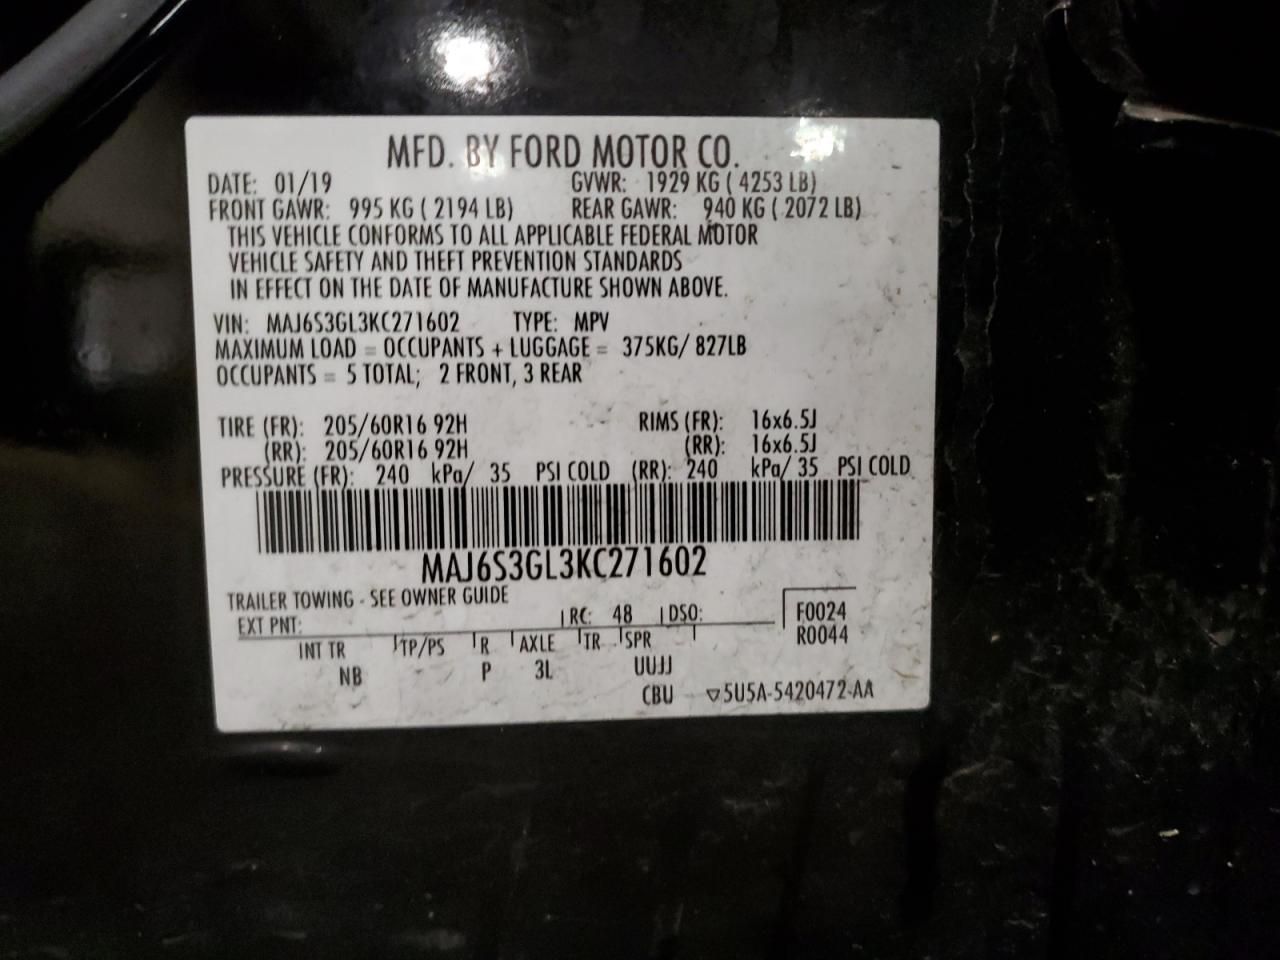 MFD. BY FORD MOTOR CO.
DATE: 01/19 GVWR: 1929 KG ( 4253 LB)
FRONT GAWR: 995 KG ( 2194 LB) REAR GAWR: 940 KG ( 2072 LB)
THIS VEHICLE CONFORMS TO ALL APPLICABLE FEDERAL MOTOR
VEHICLE SAFETY AND THEFT PREVENTION STANDARDS
IN EFFECT ON THE DATE OF MANUFACTURE SHOWN ABOVE.
VIN: MAJ6S3GL3KC271602 TYPE: MPV
MAXIMUM LOAD = OCCUPANTS + LUGGAGE = 375KG/ 827LB
OCCUPANTS = 5 TOTAL; 2 FRONT, 3 REAR
TIRE (FR): 205/60R16 92H RIMS (FR): 16x6.5J
(RR): 205/60R16 92H (RR): 16x6.5J
PRESSURE (FR): 240 kPa/ 35 PSI COLD (RR): 240 kPa/ 35 PSI COLD
MAJ6S3GL3KC271602
TRAILER TOWING - SEE OWNER GUIDE
EXT PNT: RC: 48 DSO: F0024
R0044
INT TR TP/PS R AXLE TR SPR
NB P 3L UUJJ
CBU ▽5U5A-5420472-AA